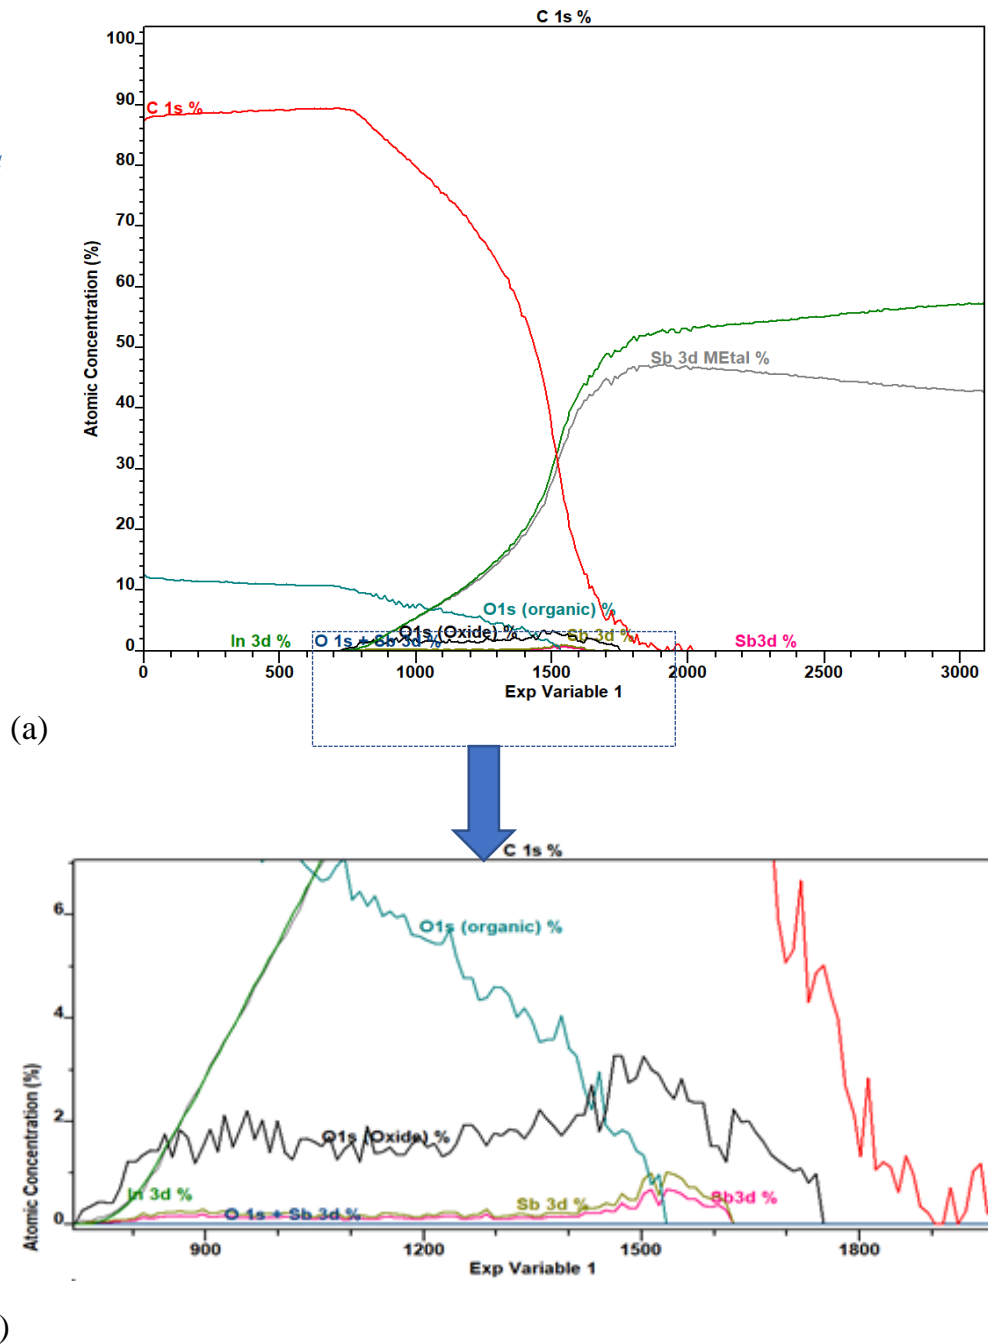 C 1s %
100
90
C 1s %
80
70
60
50
40
30
20
10
0
Atomic Concentration (%)
Sb 3d MEtal %
O1s (organic) %
O1s (Oxide) %
Sb 3d %
In 3d %
O 1s + Sb 3d %
Sb3d %
0 500 1000 1500 2000 2500 3000
Exp Variable 1
(a)
C 1s %
6
4
2
0
Atomic Concentration (%)
O1s (organic) %
O1s (Oxide) %
In 3d %
O 1s + Sb 3d %
Sb 3d %
Sb3d %
900 1200 1500 1800
Exp Variable 1
)